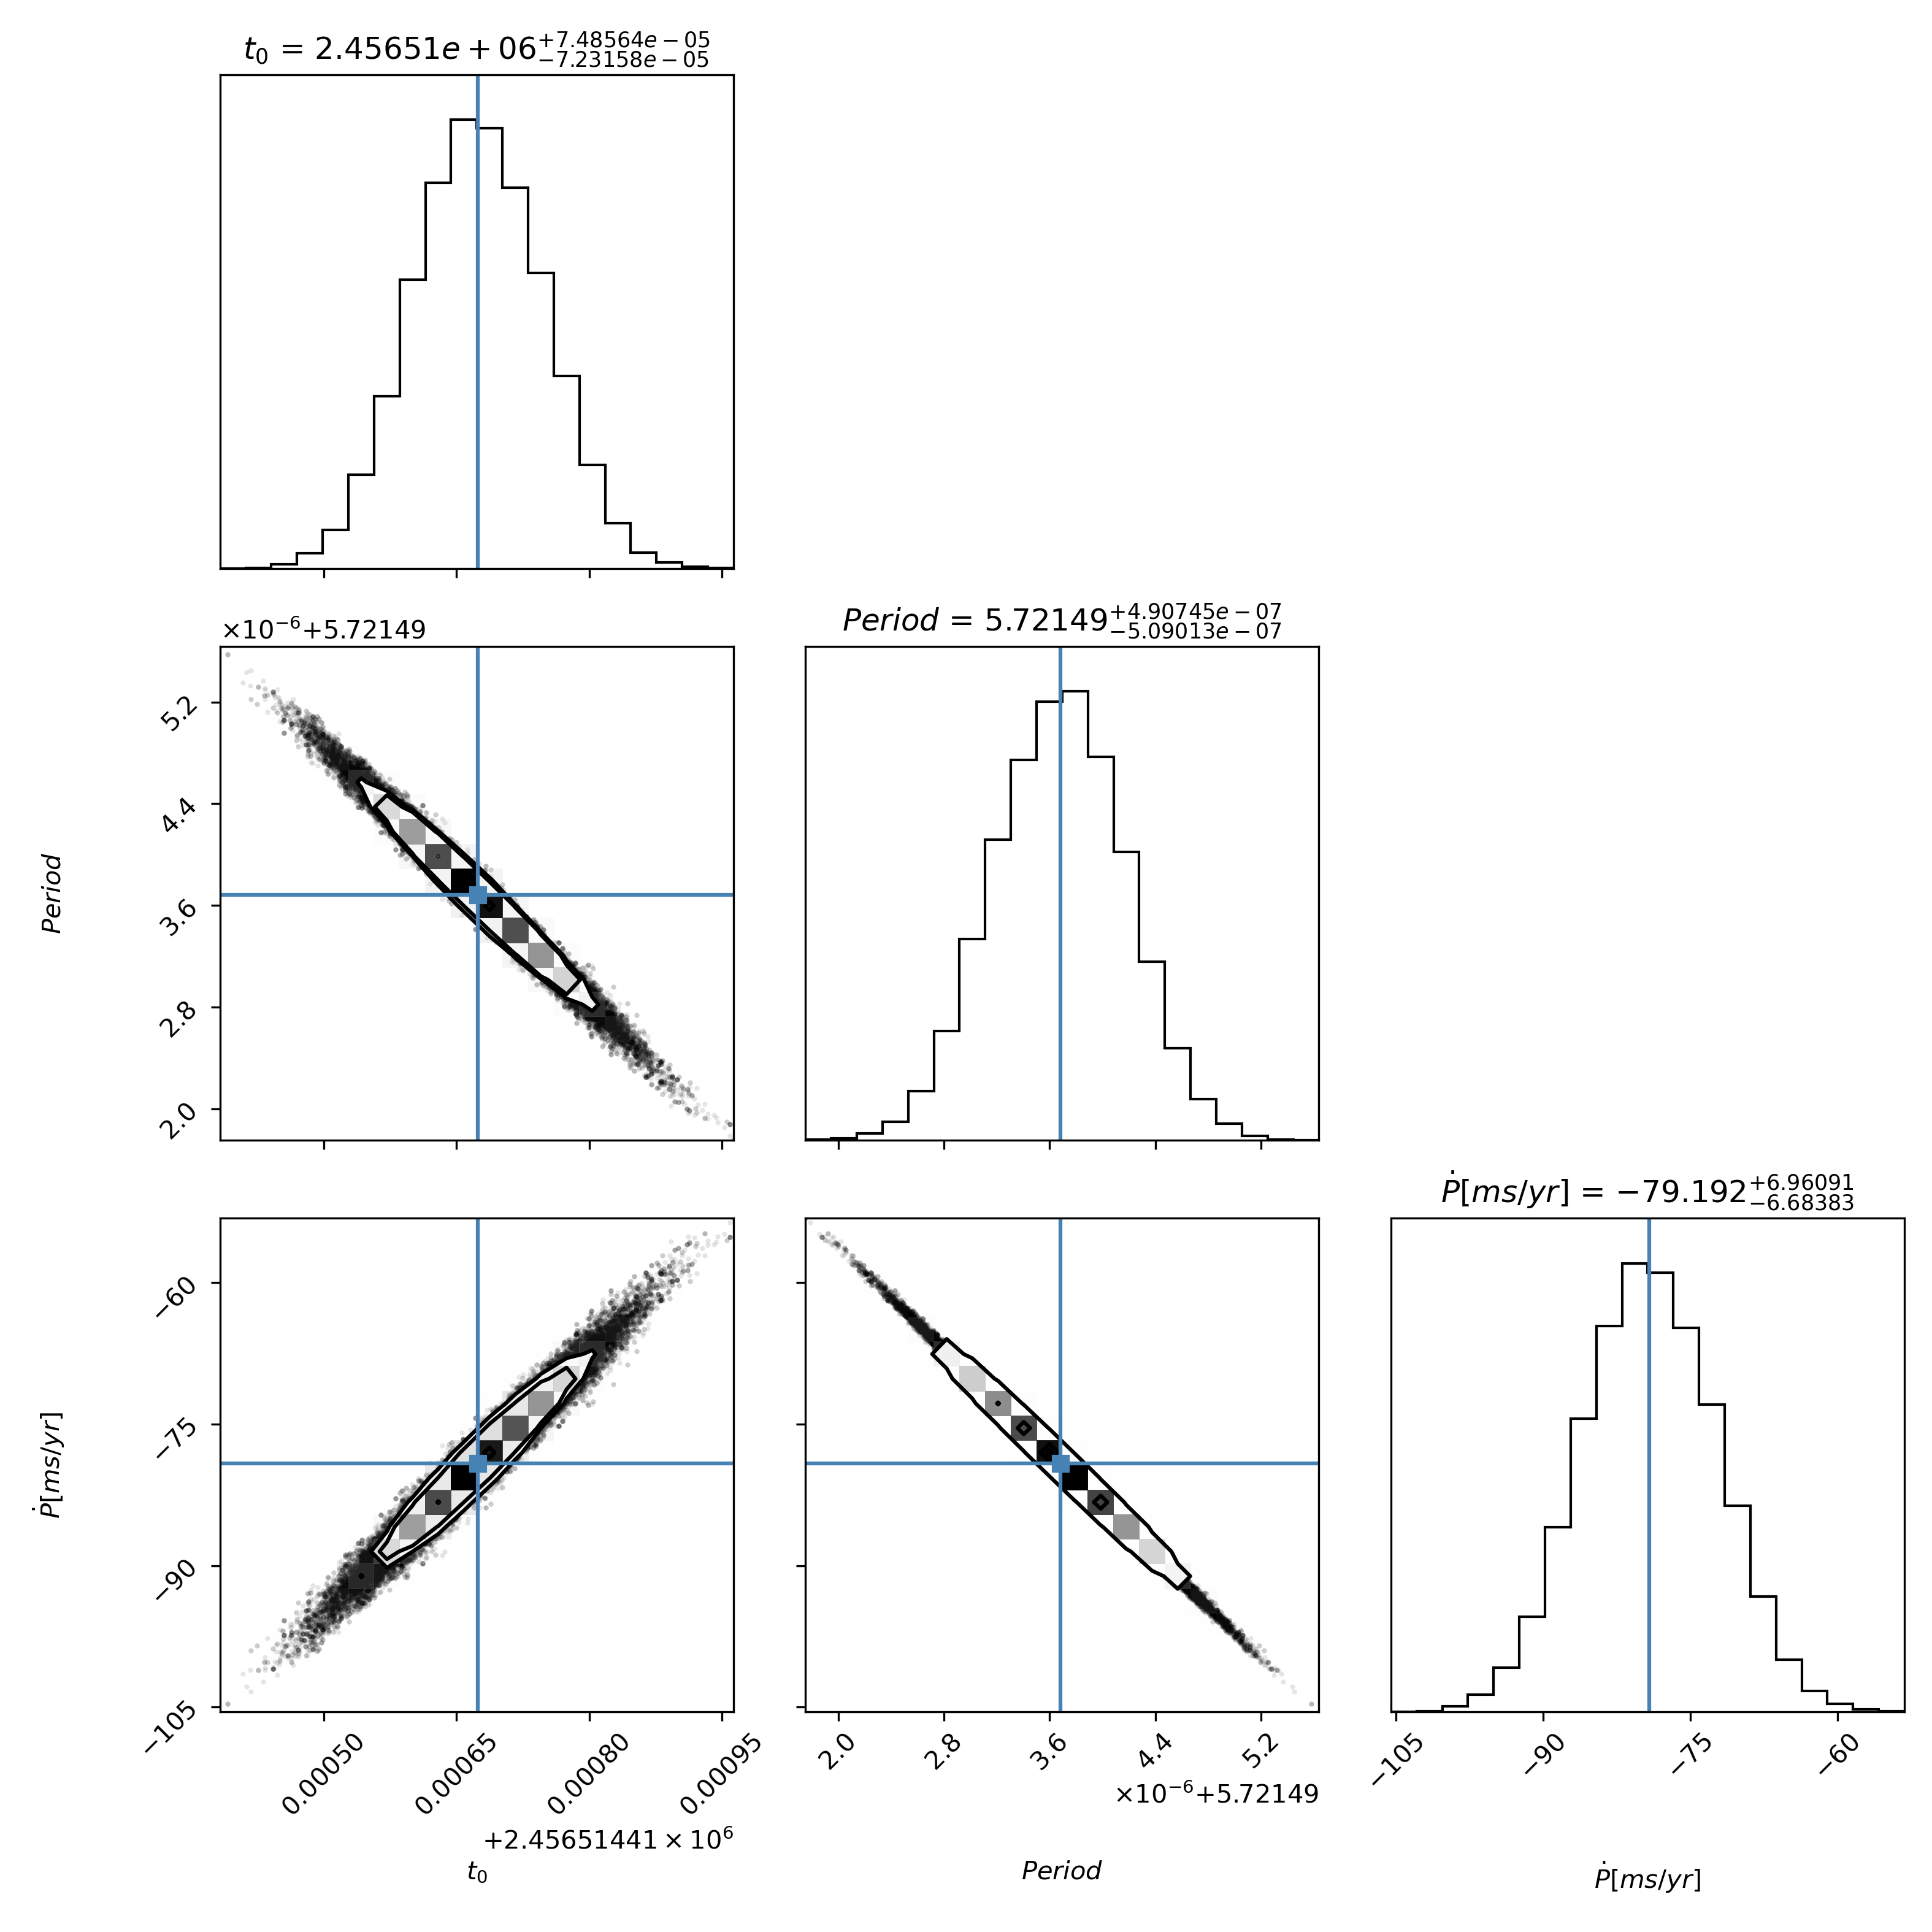 t₀ = 2.45651e + 06 +7.48564e − 05 −7.23158e − 05
×10⁻⁶+5.72149
Period = 5.72149 +4.90745e − 07 −5.09013e − 07
5.2
4.4
3.6
2.8
2.0
Period
Ṗ[ms/yr] = −79.192 +6.96091 −6.68383
−60
−75
−90
−105
Ṗ[ms/yr]
0.00050 0.00065 0.00080 0.00095
2.0 2.8 3.6 4.4 5.2
−105 −90 −75 −60
×10⁻⁶+5.72149
+2.45651441 × 10⁶
t₀
Period
Ṗ[ms/yr]